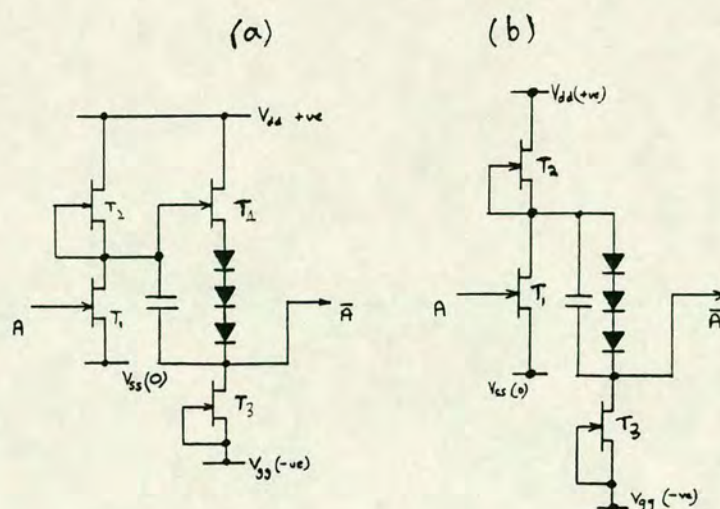 (a)
(b)
Vdd +ve
T2
T1
A
T1
Ā
Vss(0)
T3
Vgg(-ve)
Vdd(+ve)
T2
A
T1
Ā
Vss(0)
T3
Vgg(-ve)